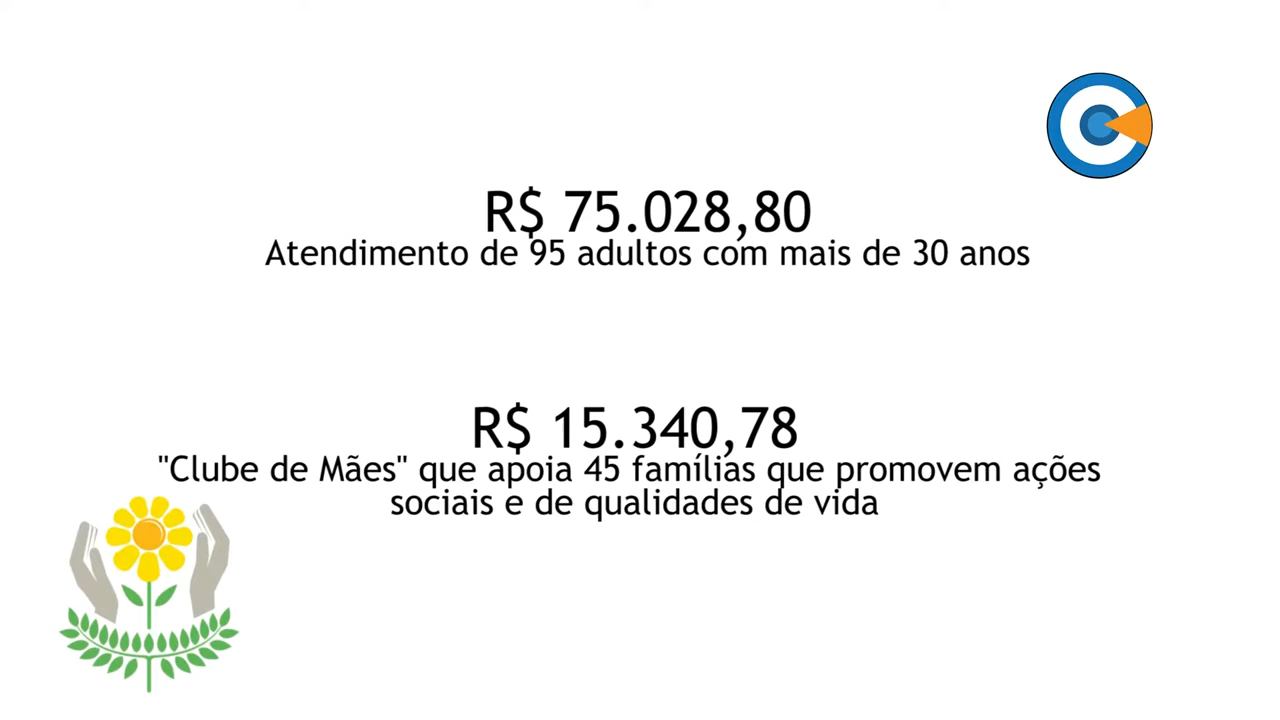 R$ 75.028,80
Atendimento de 95 adultos com mais de 30 anos
R$ 15.340,78
"Clube de Mães" que apoia 45 famílias que promovem ações
sociais e de qualidades de vida